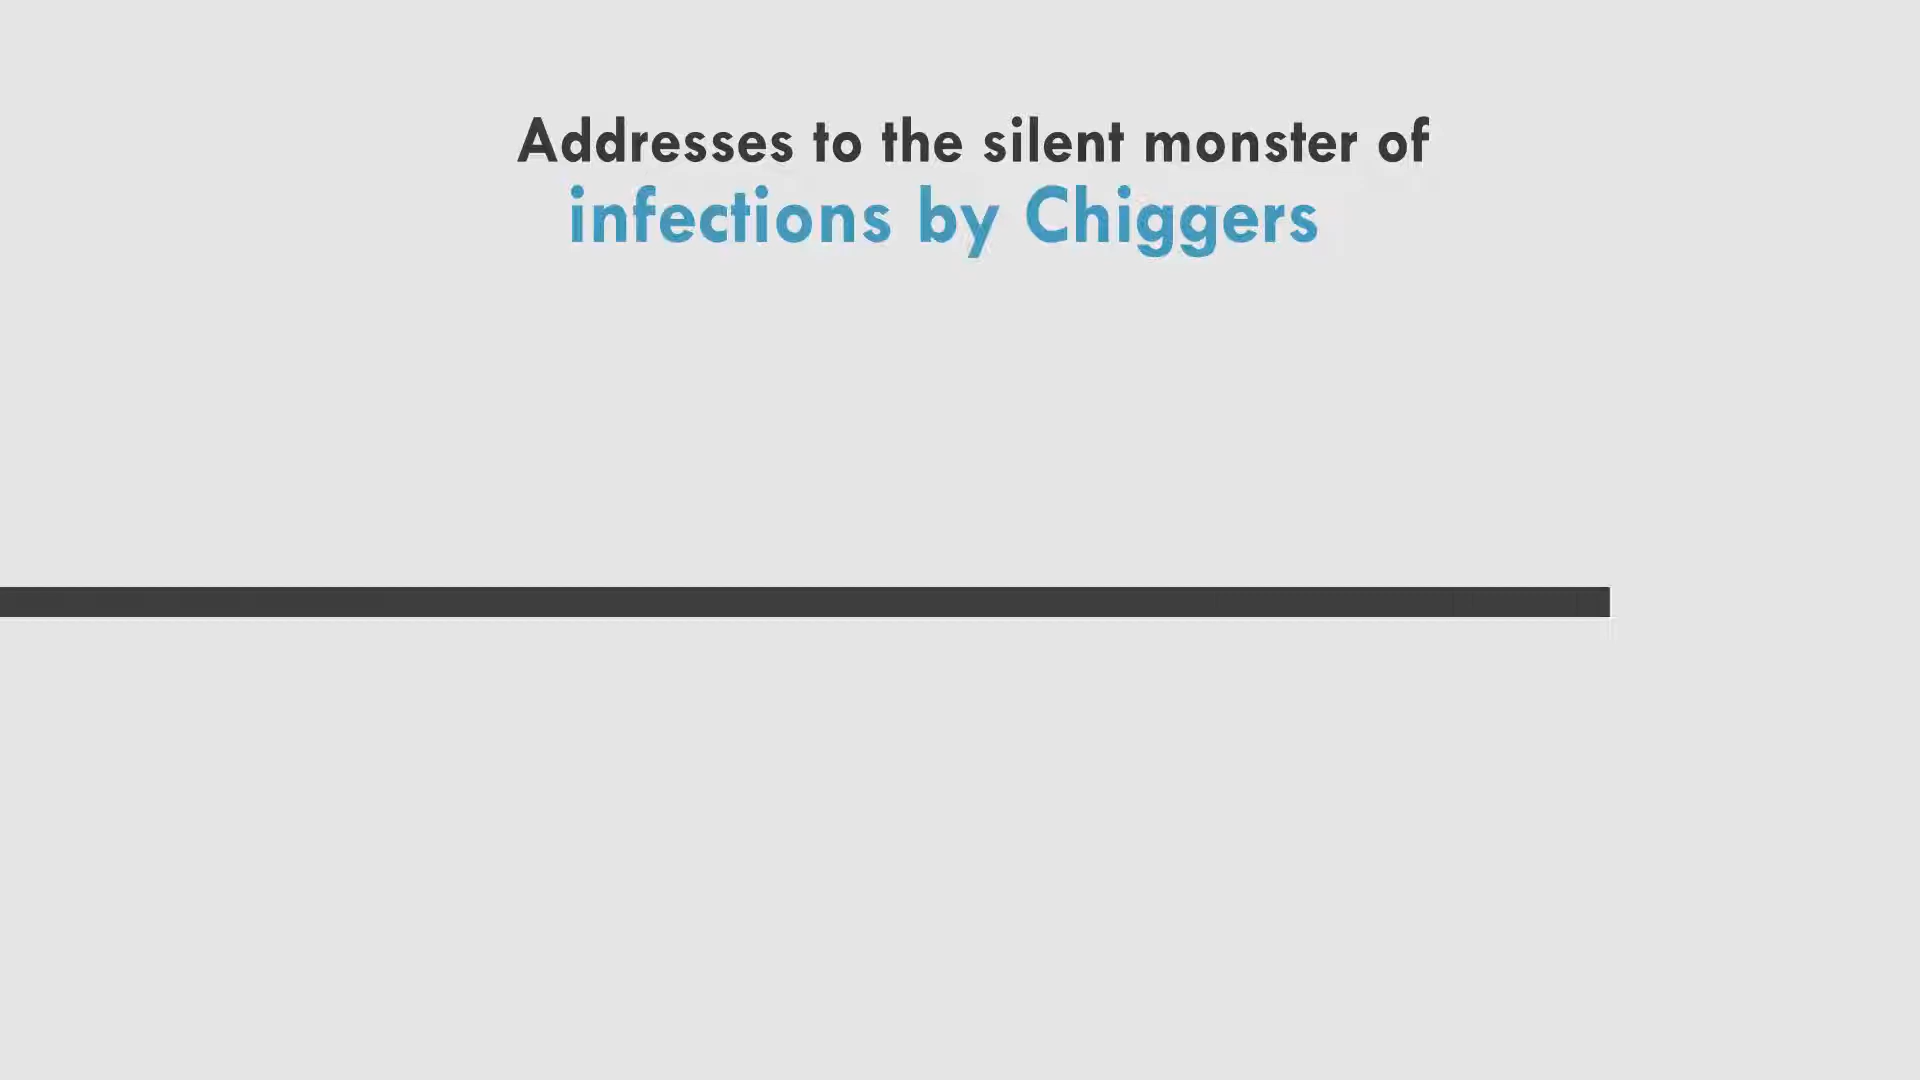 Addresses to the silent monster of
infections by Chiggers